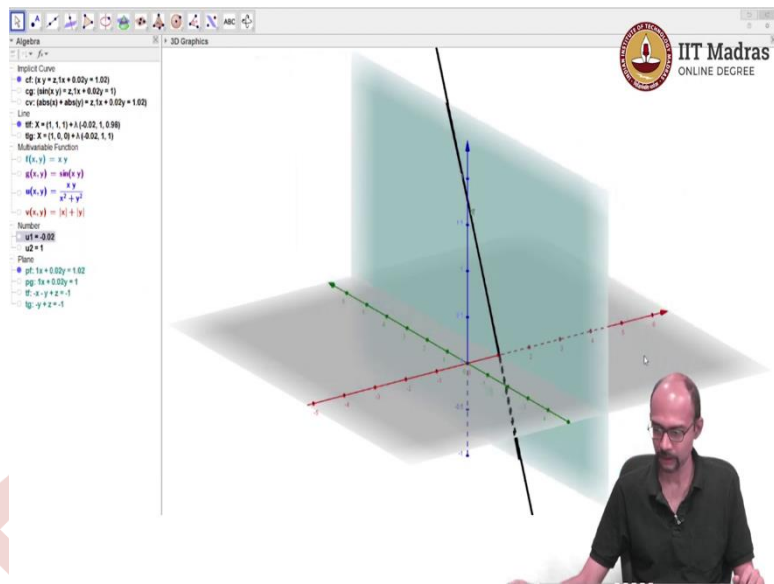 ABC
Algebra
3D Graphics
IIT Madras
ONLINE DEGREE
Implicit Curve
cf: (x y = z, 1x + 0.02y = 1.02)
cg: (sin(x y) = z, 1x + 0.02y = 1)
cv: (abs(x) + abs(y) = z, 1x + 0.02y = 1.02)
Line
tlf: X = (1, 1, 1) + λ (-0.02, 1, 0.98)
tlg: X = (1, 0, 0) + λ (-0.02, 1, 1)
Multivariable Function
f(x, y) = x y
g(x, y) = sin(x y)
u(x, y) = x y / x² + y²
v(x, y) = |x| + |y|
Number
u1 = -0.02
u2 = 1
Plane
pf: 1x + 0.02y = 1.02
pg: 1x + 0.02y = 1
tf: -x - y + z = -1
tg: -y + z = -1